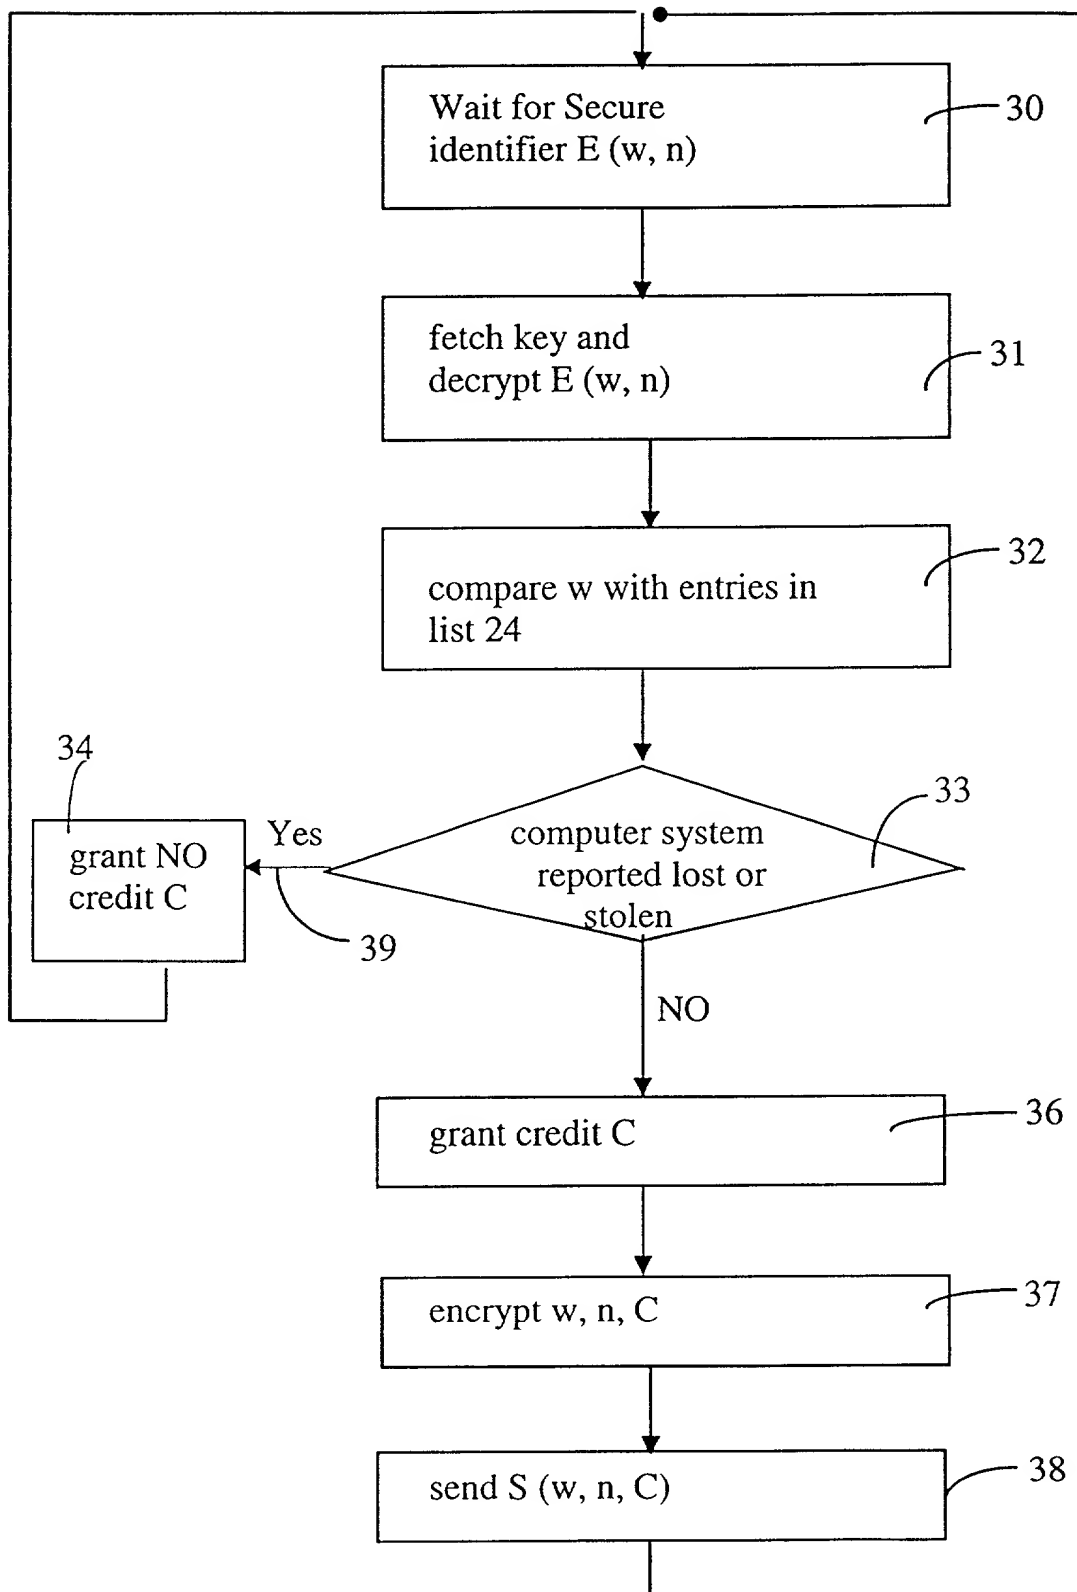 Wait for Secure
identifier E (w, n)
30
fetch key and
decrypt E (w, n)
31
compare w with entries in
list 24
32
34
grant NO
credit C
Yes
39
computer system
reported lost or
stolen
33
NO
grant credit C
36
encrypt w, n, C
37
send S (w, n, C)
38